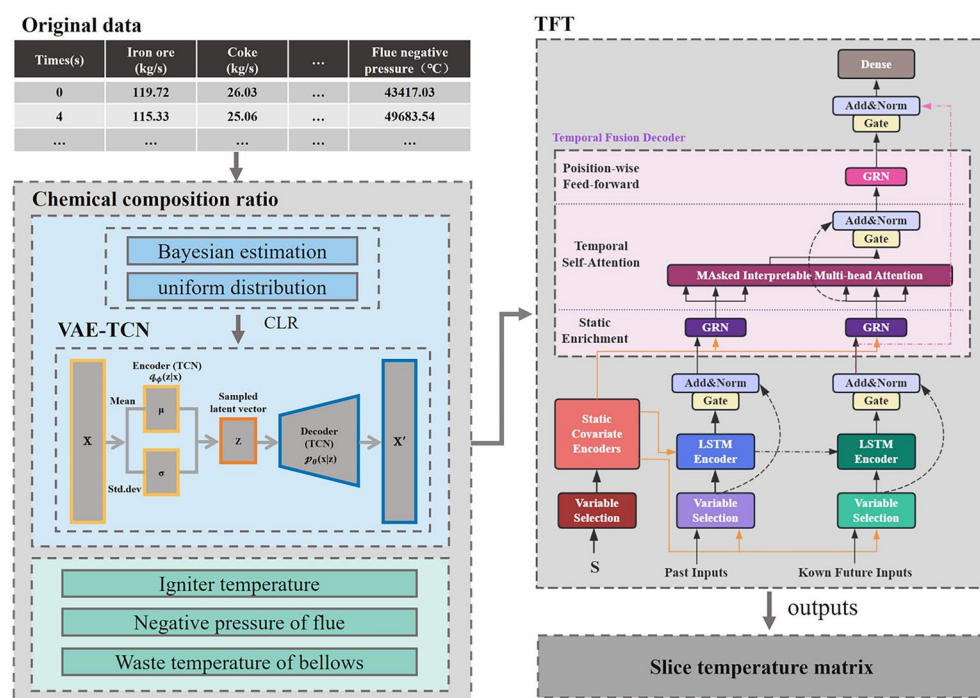 Original data
Times(s) Iron ore (kg/s) Coke (kg/s) ... Flue negative pressure（℃）
0 119.72 26.03 ... 43417.03
4 115.33 25.06 ... 49683.54
... ... ... ... ...
Chemical composition ratio
Bayesian estimation
uniform distribution
CLR
VAE-TCN
Encoder (TCN)
qφ(z|x)
Mean
μ
Sampled
latent vector
X
Z
Decoder
(TCN)
pθ(x|z)
X′
σ
Std.dev
Igniter temperature
Negative pressure of flue
Waste temperature of bellows
TFT
Dense
Add&Norm
Gate
Temporal Fusion Decoder
Poisition-wise
Feed-forward
GRN
Add&Norm
Gate
Temporal
Self-Attention
MAsked Interpretable Multi-head Attention
Static
Enrichment
GRN
GRN
Add&Norm
Gate
Add&Norm
Gate
Static
Covariate
Encoders
LSTM
Encoder
LSTM
Encoder
Variable
Selection
Variable
Selection
Variable
Selection
S
Past Inputs
Kown Future Inputs
outputs
Slice temperature matrix